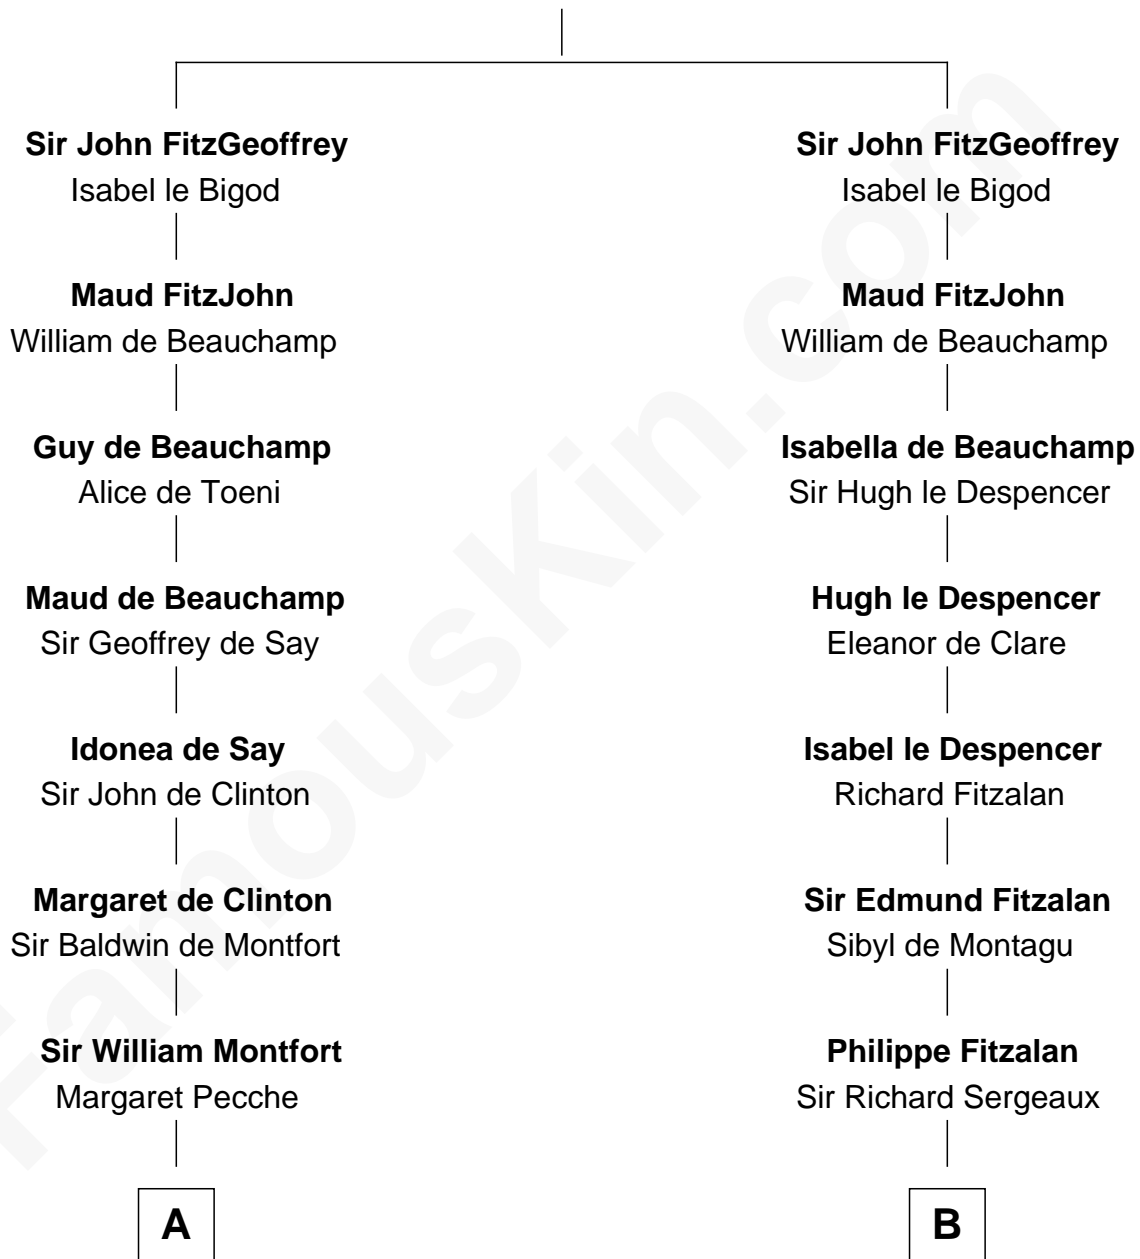 Sir John FitzGeoffrey
Isabel le Bigod
Maud FitzJohn
William de Beauchamp
Guy de Beauchamp
Alice de Toeni
Maud de Beauchamp
Sir Geoffrey de Say
Idonea de Say
Sir John de Clinton
Margaret de Clinton
Sir Baldwin de Montfort
Sir William Montfort
Margaret Pecche
A
Sir John FitzGeoffrey
Isabel le Bigod
Maud FitzJohn
William de Beauchamp
Isabella de Beauchamp
Sir Hugh le Despencer
Hugh le Despencer
Eleanor de Clare
Isabel le Despencer
Richard Fitzalan
Sir Edmund Fitzalan
Sibyl de Montagu
Philippe Fitzalan
Sir Richard Sergeaux
B
FamousKin.com